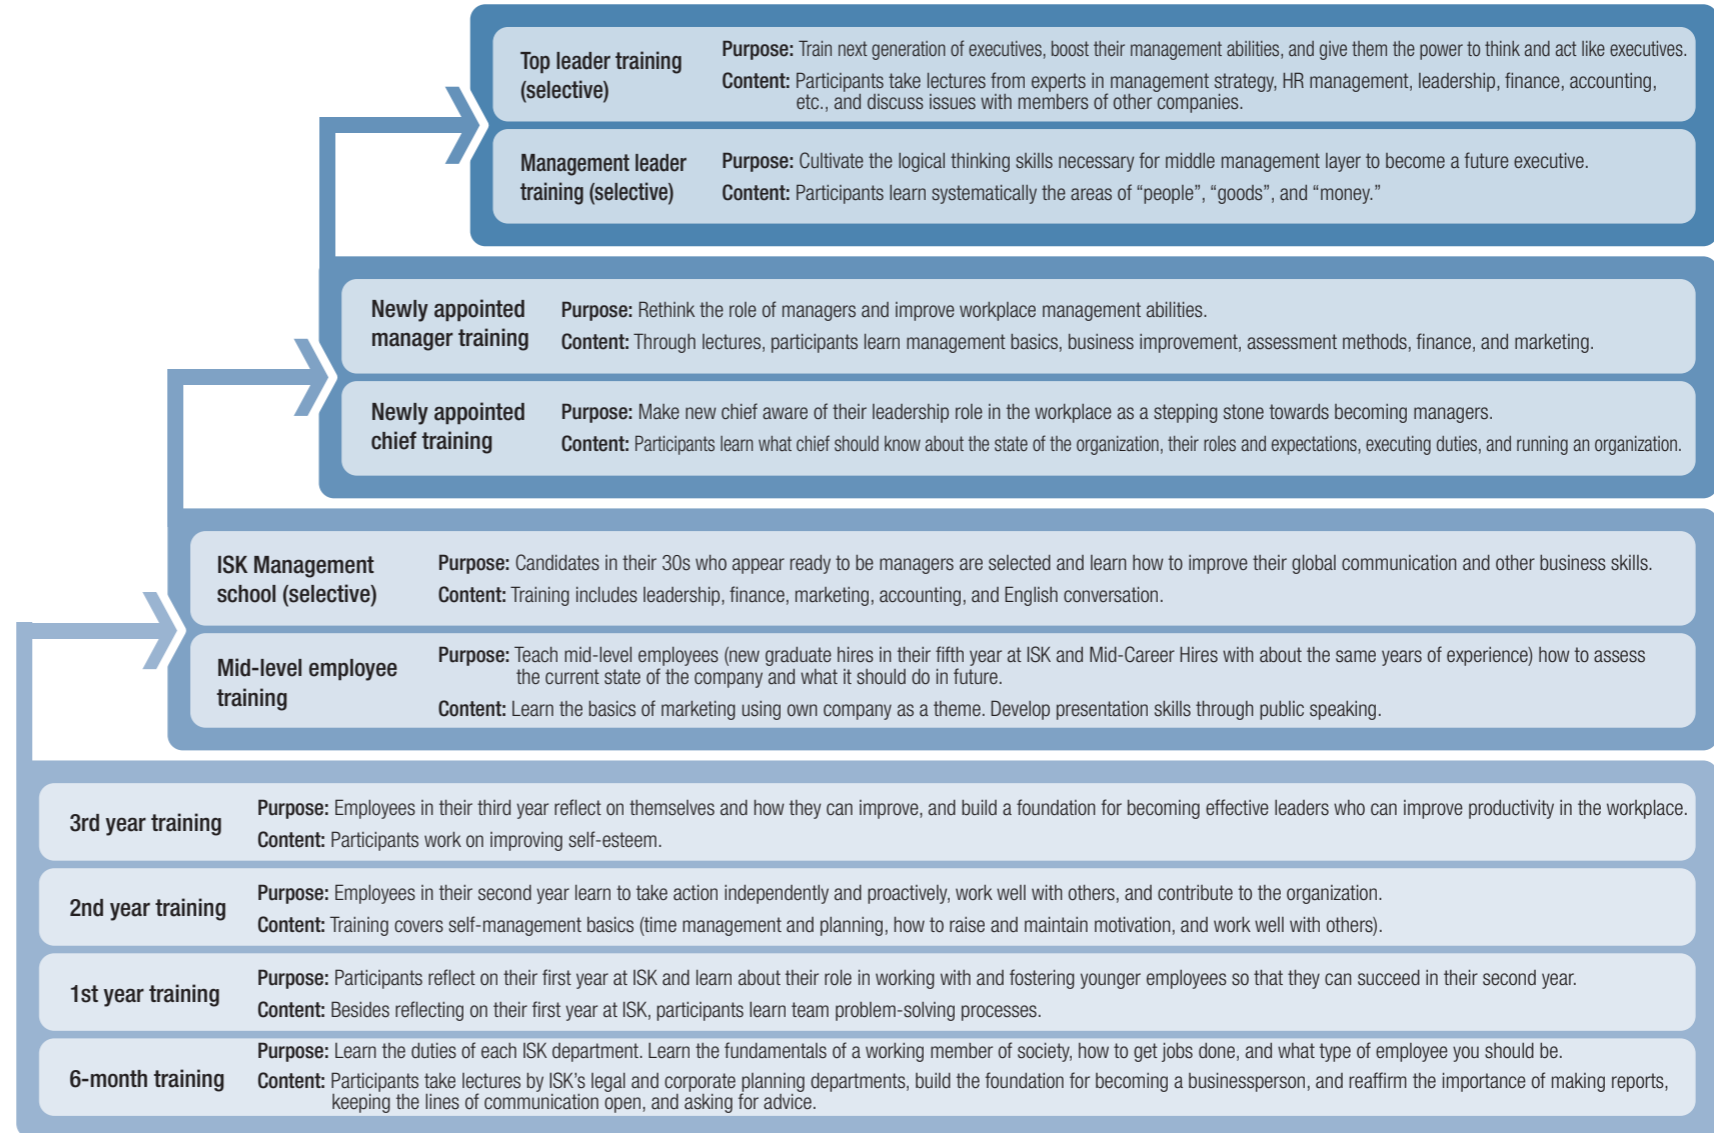 Top leader training
(selective)
Purpose: Train next generation of executives, boost their management abilities, and give them the power to think and act like executives.
Content: Participants take lectures from experts in management strategy, HR management, leadership, finance, accounting,
etc., and discuss issues with members of other companies.
Management leader
training (selective)
Purpose: Cultivate the logical thinking skills necessary for middle management layer to become a future executive.
Content: Participants learn systematically the areas of “people”, “goods”, and “money.”
Newly appointed
manager training
Purpose: Rethink the role of managers and improve workplace management abilities.
Content: Through lectures, participants learn management basics, business improvement, assessment methods, finance, and marketing.
Newly appointed
chief training
Purpose: Make new chief aware of their leadership role in the workplace as a stepping stone towards becoming managers.
Content: Participants learn what chief should know about the state of the organization, their roles and expectations, executing duties, and running an organization.
ISK Management
school (selective)
Purpose: Candidates in their 30s who appear ready to be managers are selected and learn how to improve their global communication and other business skills.
Content: Training includes leadership, finance, marketing, accounting, and English conversation.
Mid-level employee
training
Purpose: Teach mid-level employees (new graduate hires in their fifth year at ISK and Mid-Career Hires with about the same years of experience) how to assess
the current state of the company and what it should do in future.
Content: Learn the basics of marketing using own company as a theme. Develop presentation skills through public speaking.
3rd year training
Purpose: Employees in their third year reflect on themselves and how they can improve, and build a foundation for becoming effective leaders who can improve productivity in the workplace.
Content: Participants work on improving self-esteem.
2nd year training
Purpose: Employees in their second year learn to take action independently and proactively, work well with others, and contribute to the organization.
Content: Training covers self-management basics (time management and planning, how to raise and maintain motivation, and work well with others).
1st year training
Purpose: Participants reflect on their first year at ISK and learn about their role in working with and fostering younger employees so that they can succeed in their second year.
Content: Besides reflecting on their first year at ISK, participants learn team problem-solving processes.
6-month training
Purpose: Learn the duties of each ISK department. Learn the fundamentals of a working member of society, how to get jobs done, and what type of employee you should be.
Content: Participants take lectures by ISK’s legal and corporate planning departments, build the foundation for becoming a businessperson, and reaffirm the importance of making reports,
keeping the lines of communication open, and asking for advice.